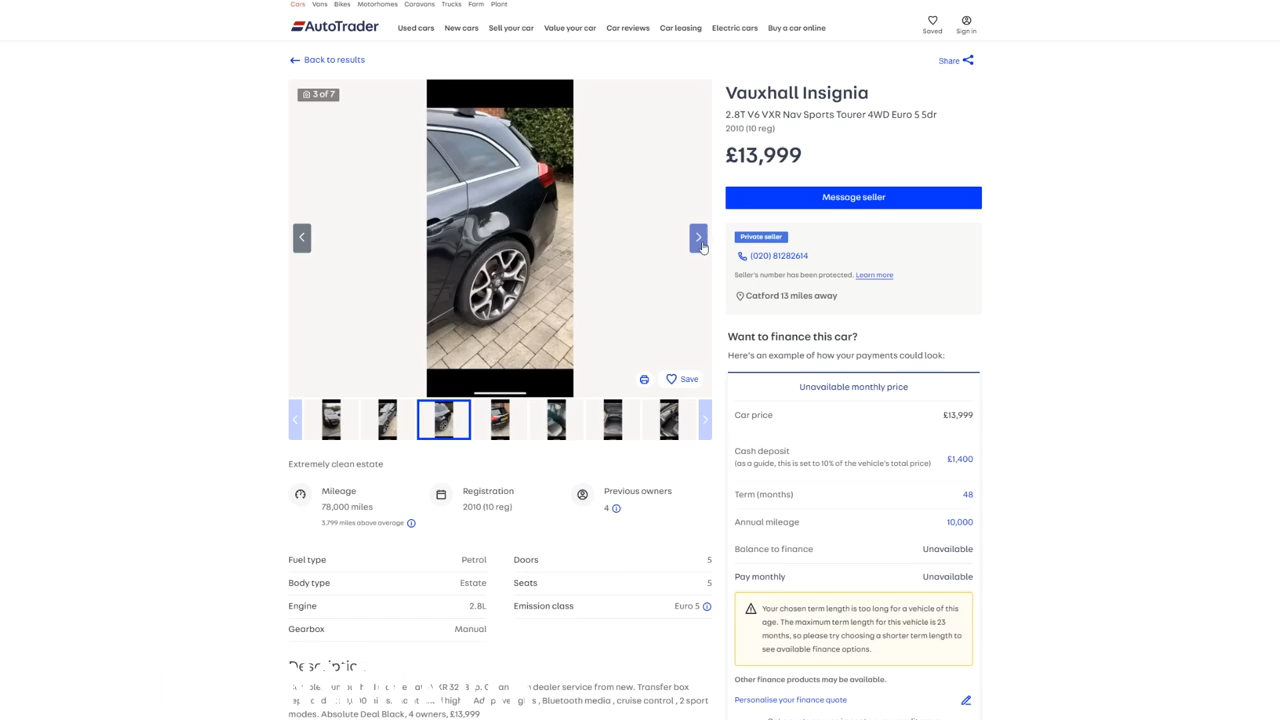 Cars Vans Bikes Motorhomes Caravans Trucks Farm Plant
AutoTrader
Used cars New cars Sell your car Value your car Car reviews Car leasing Electric cars Buy a car online
Saved Sign in
Back to results
Share
3 of 7
Save
Vauxhall Insignia
2.8T V6 VXR Nav Sports Tourer 4WD Euro 5 5dr
2010 (10 reg)
£13,999
Message seller
Private seller
(020) 81282614
Seller's number has been protected. Learn more
Catford 13 miles away
Extremely clean estate
Mileage
78,000 miles
3,799 miles above average
Registration
2010 (10 reg)
Previous owners
4
Fuel type Petrol
Body type Estate
Engine 2.8L
Gearbox Manual
Doors 5
Seats 5
Emission class Euro 5
dealer service from new. Transfer box
, Bluetooth media , cruise control , 2 sport
modes. Absolute Deal Black, 4 owners, £13,999
Want to finance this car?
Here's an example of how your payments could look:
Unavailable monthly price
Car price £13,999
Cash deposit £1,400
(as a guide, this is set to 10% of the vehicle's total price)
Term (months) 48
Annual mileage 10,000
Balance to finance Unavailable
Pay monthly Unavailable
Your chosen term length is too long for a vehicle of this
age. The maximum term length for this vehicle is 23
months, so please try choosing a shorter term length to
see available finance options.
Other finance products may be available.
Personalise your finance quote